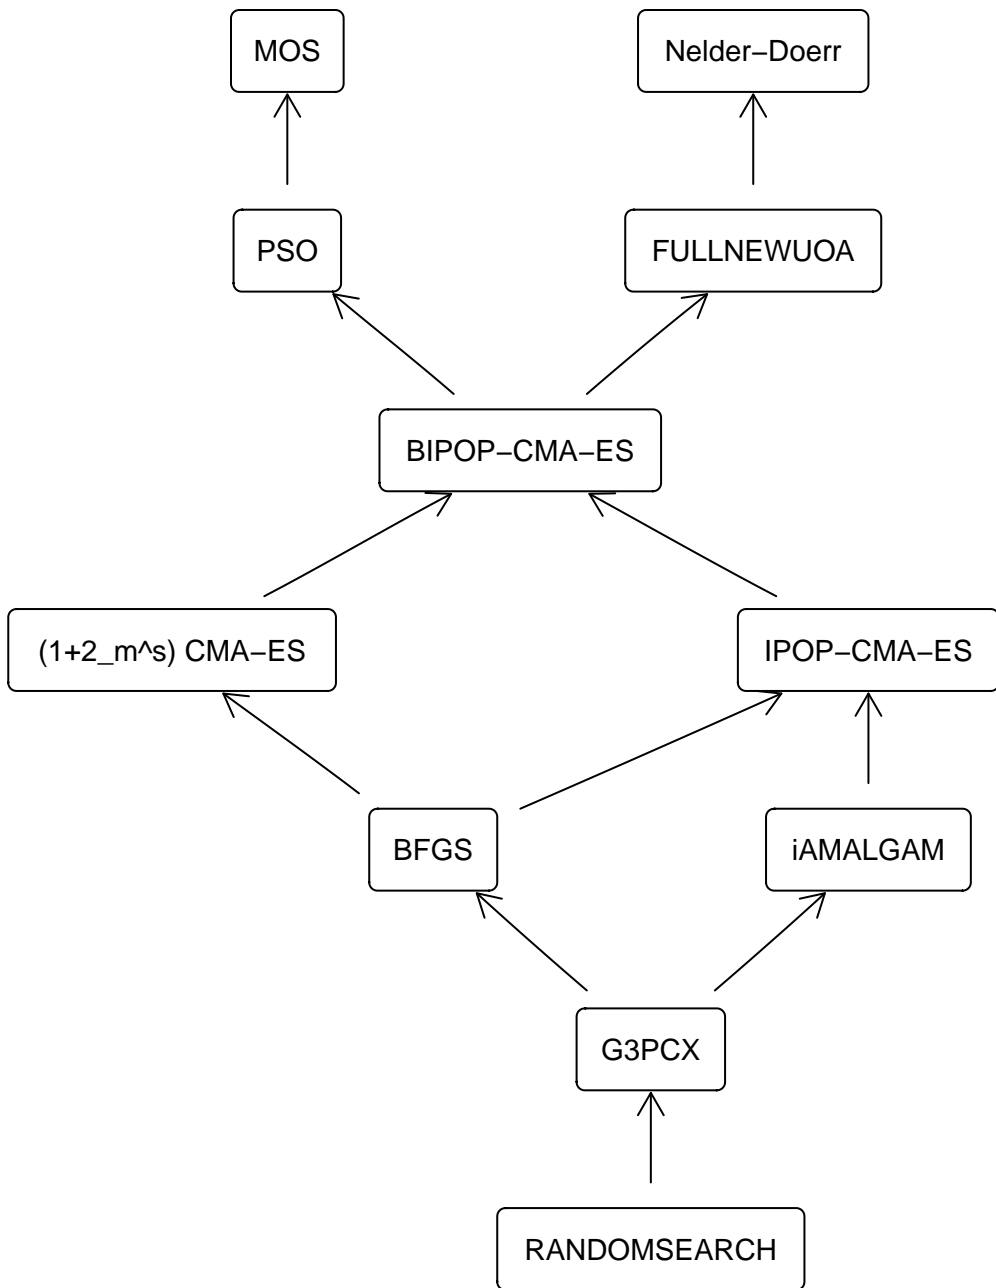 MOS
Nelder−Doerr
PSO
FULLNEWUOA
BIPOP−CMA−ES
(1+2_m^s) CMA−ES
IPOP−CMA−ES
BFGS
iAMALGAM
G3PCX
RANDOMSEARCH